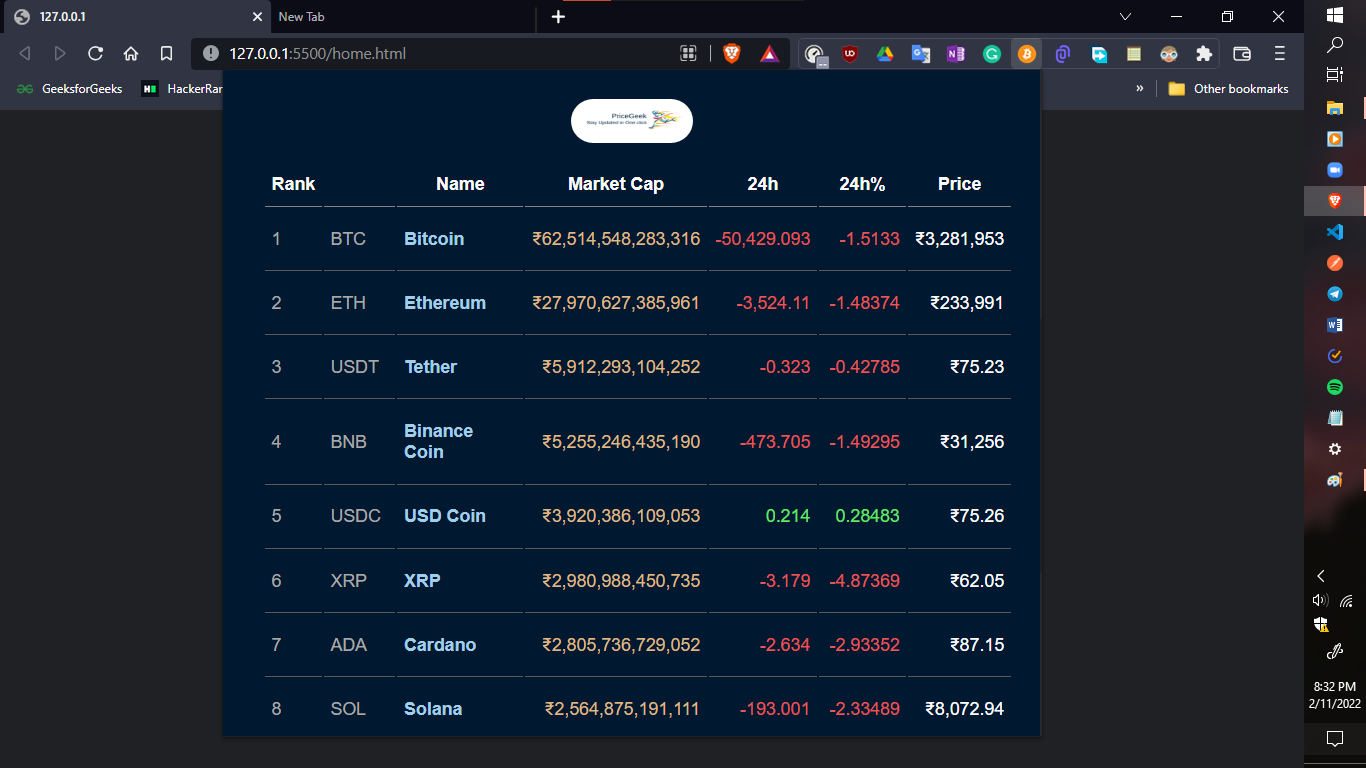 127.0.0.1
New Tab
127.0.0.1:5500/home.html
GeeksforGeeks
HackerRan
»
Other bookmarks
PriceGeek
Stay Updated in One click
Rank Name Market Cap 24h 24h% Price
1 BTC Bitcoin ₹62,514,548,283,316 -50,429.093 -1.5133 ₹3,281,953
2 ETH Ethereum ₹27,970,627,385,961 -3,524.11 -1.48374 ₹233,991
3 USDT Tether ₹5,912,293,104,252 -0.323 -0.42785 ₹75.23
4 BNB Binance Coin ₹5,255,246,435,190 -473.705 -1.49295 ₹31,256
5 USDC USD Coin ₹3,920,386,109,053 0.214 0.28483 ₹75.26
6 XRP XRP ₹2,980,988,450,735 -3.179 -4.87369 ₹62.05
7 ADA Cardano ₹2,805,736,729,052 -2.634 -2.93352 ₹87.15
8 SOL Solana ₹2,564,875,191,111 -193.001 -2.33489 ₹8,072.94
8:32 PM
2/11/2022